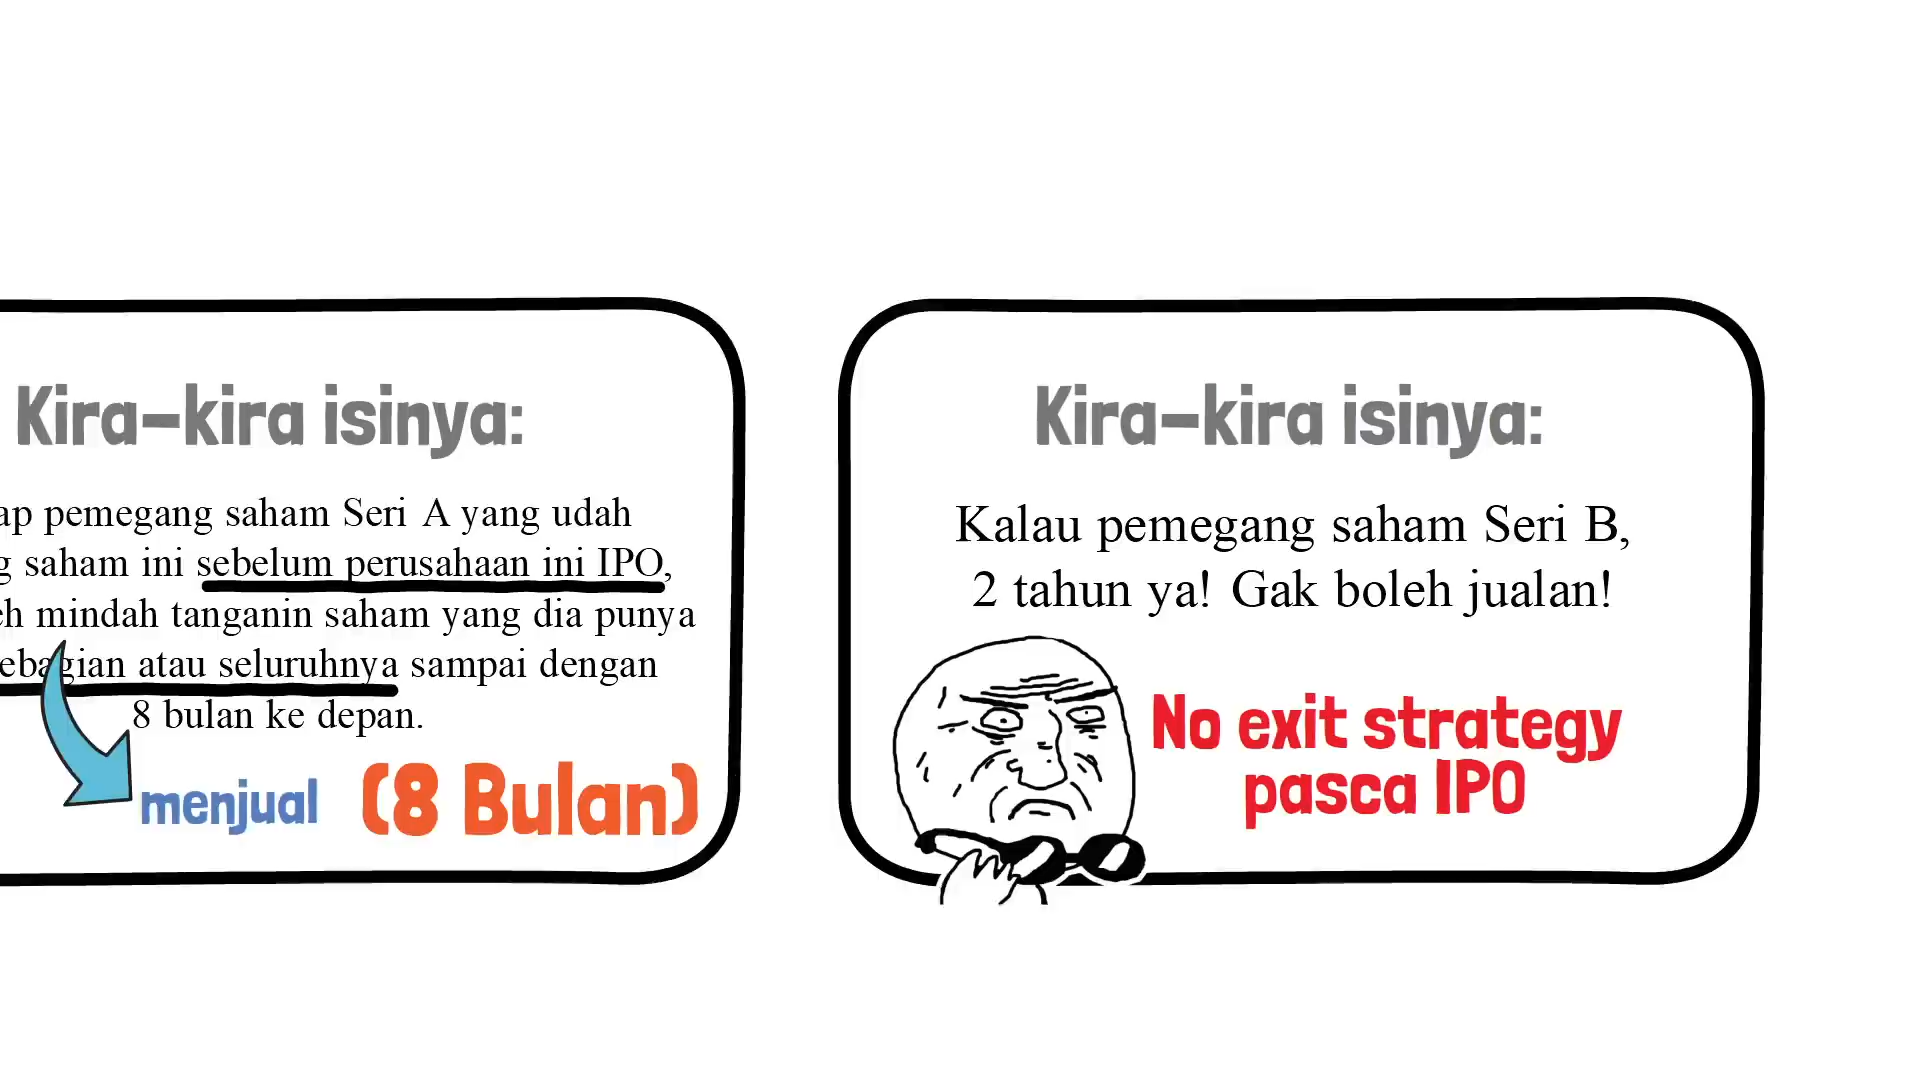 Kira-kira isinya:
pemegang saham Seri A yang udah
saham ini sebelum perusahaan ini IPO,
mindah tanganin saham yang dia punya
atau seluruhnya sampai dengan
8 bulan ke depan.
menjual (8 Bulan)
Kira-kira isinya:
Kalau pemegang saham Seri B,
2 tahun ya! Gak boleh jualan!
No exit strategy
pasca IPO